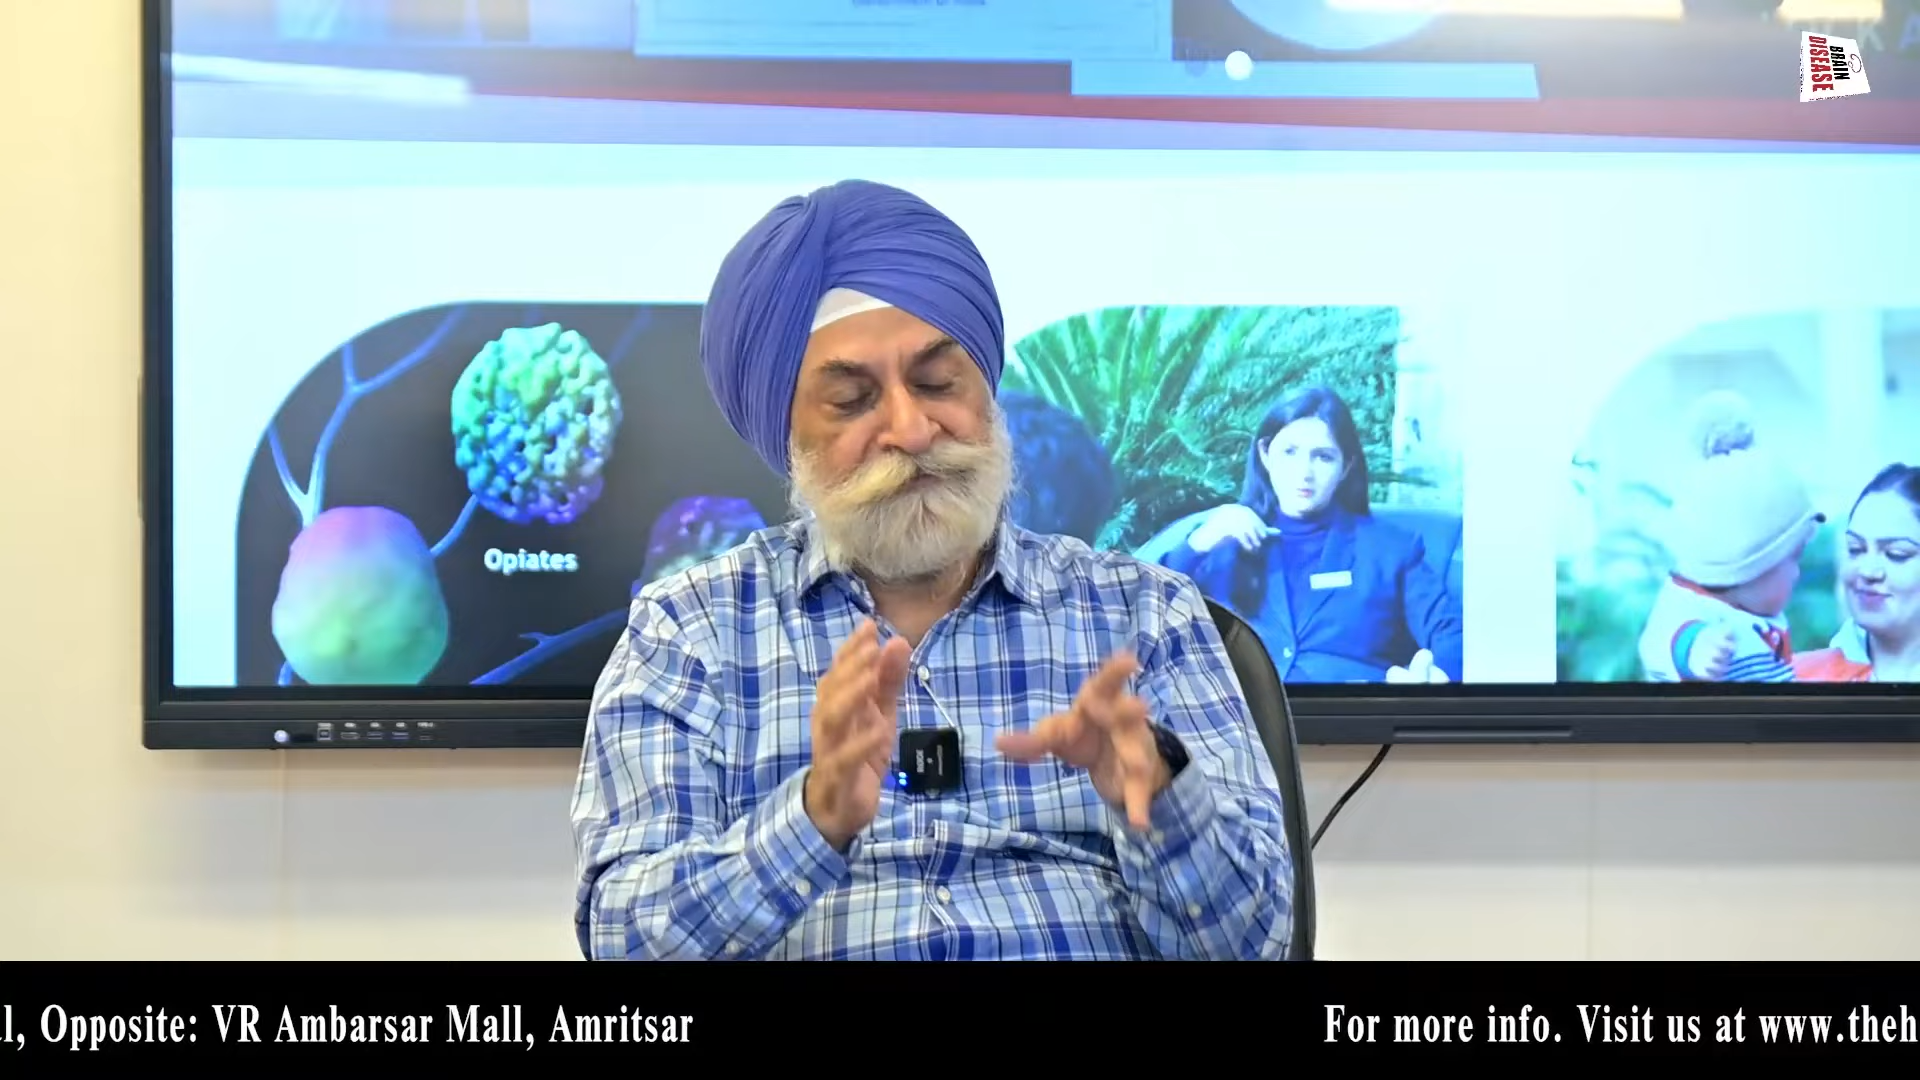 BRAIN
DISEASE
Opiates
l, Opposite: VR Ambarsar Mall, Amritsar
For more info. Visit us at www.theh